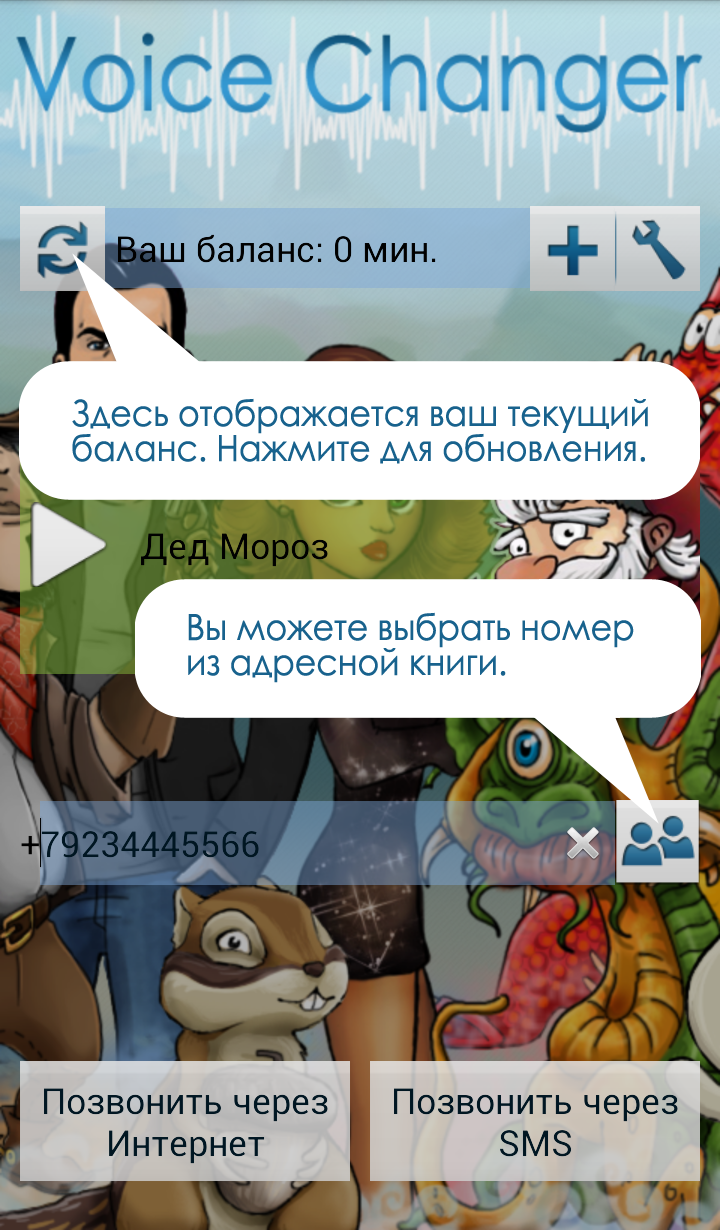 Voice Changer
Ваш баланс: 0 мин.
Здесь отображается ваш текущий
баланс. Нажмите для обновления.
Дед Мороз
Вы можете выбрать номер
из адресной книги.
+79234445566
Позвонить через
Интернет
Позвонить через
SMS